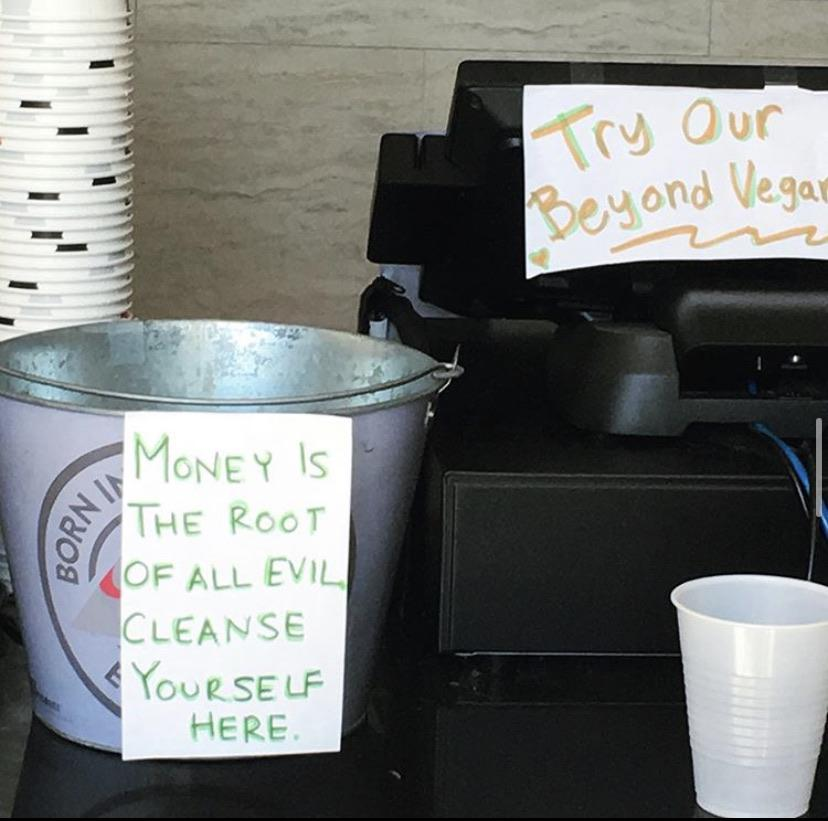 Try Our
Beyond Vegan
BORN IN
MONEY IS
THE ROOT
OF ALL EVIL
CLEANSE
YOURSELF
HERE.